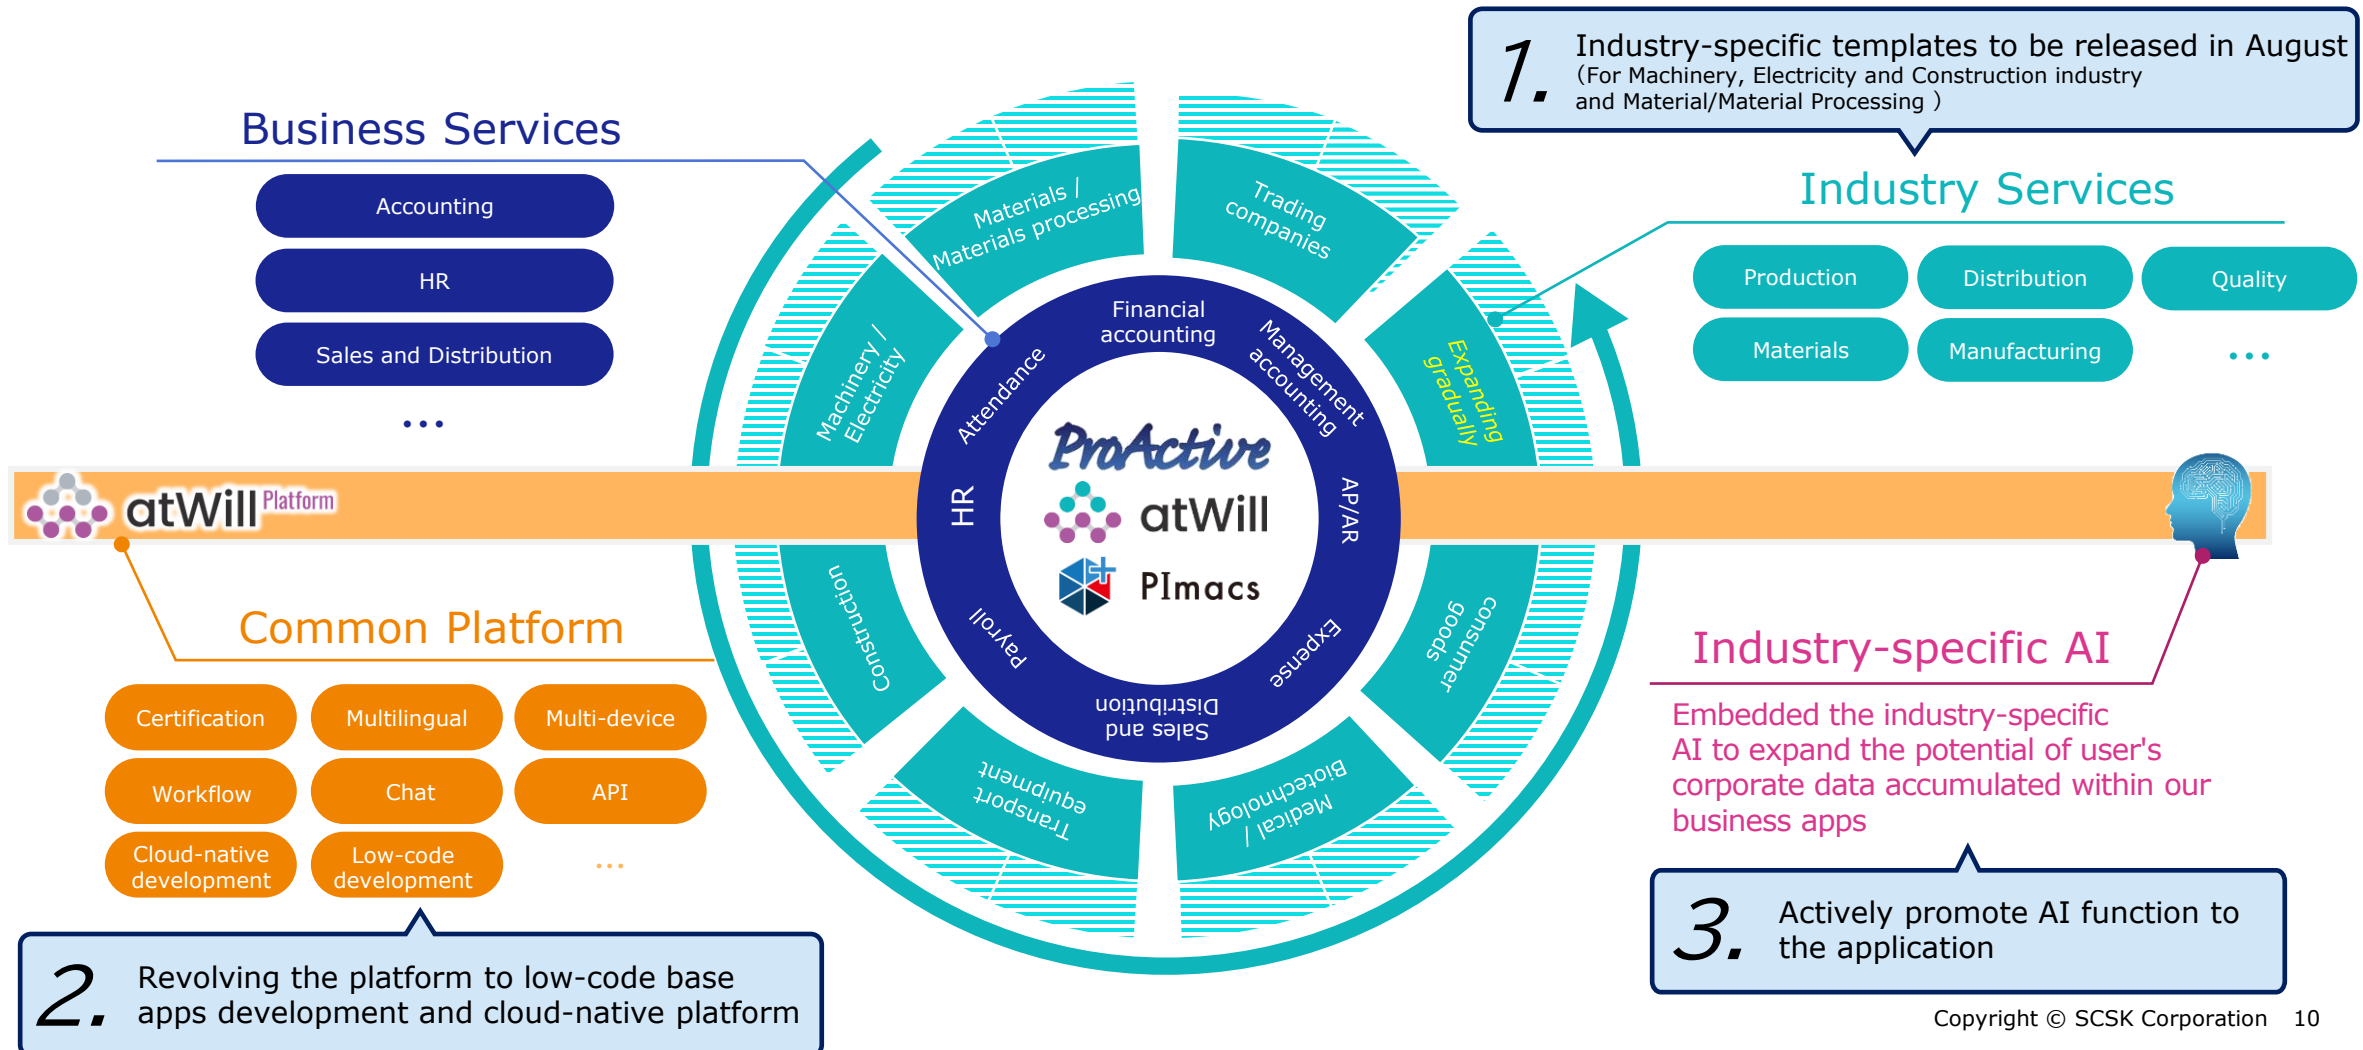 1.
Industry-specific templates to be released in August
(For Machinery, Electricity and Construction industry
and Material/Material Processing )
Business Services
Accounting
HR
Sales and Distribution
...
Industry Services
Production
Distribution
Quality
Materials
Manufacturing
...
Materials /
Materials processing
Trading
companies
Expanding
gradually
consumer
goods
Medical /
Biotechnology
Transport
equipment
Construction
Machinery /
Electricity
Financial
accounting
Management
accounting
AP/AR
Expense
Sales and
Distribution
Payroll
HR
Attendance
ProActive
atWill
PImacs
atWill Platform
Common Platform
Certification
Multilingual
Multi-device
Workflow
Chat
API
Cloud-native
development
Low-code
development
...
2.
Revolving the platform to low-code base
apps development and cloud-native platform
Industry-specific AI
Embedded the industry-specific
AI to expand the potential of user's
corporate data accumulated within our
business apps
3.
Actively promote AI function to
the application
Copyright © SCSK Corporation 10